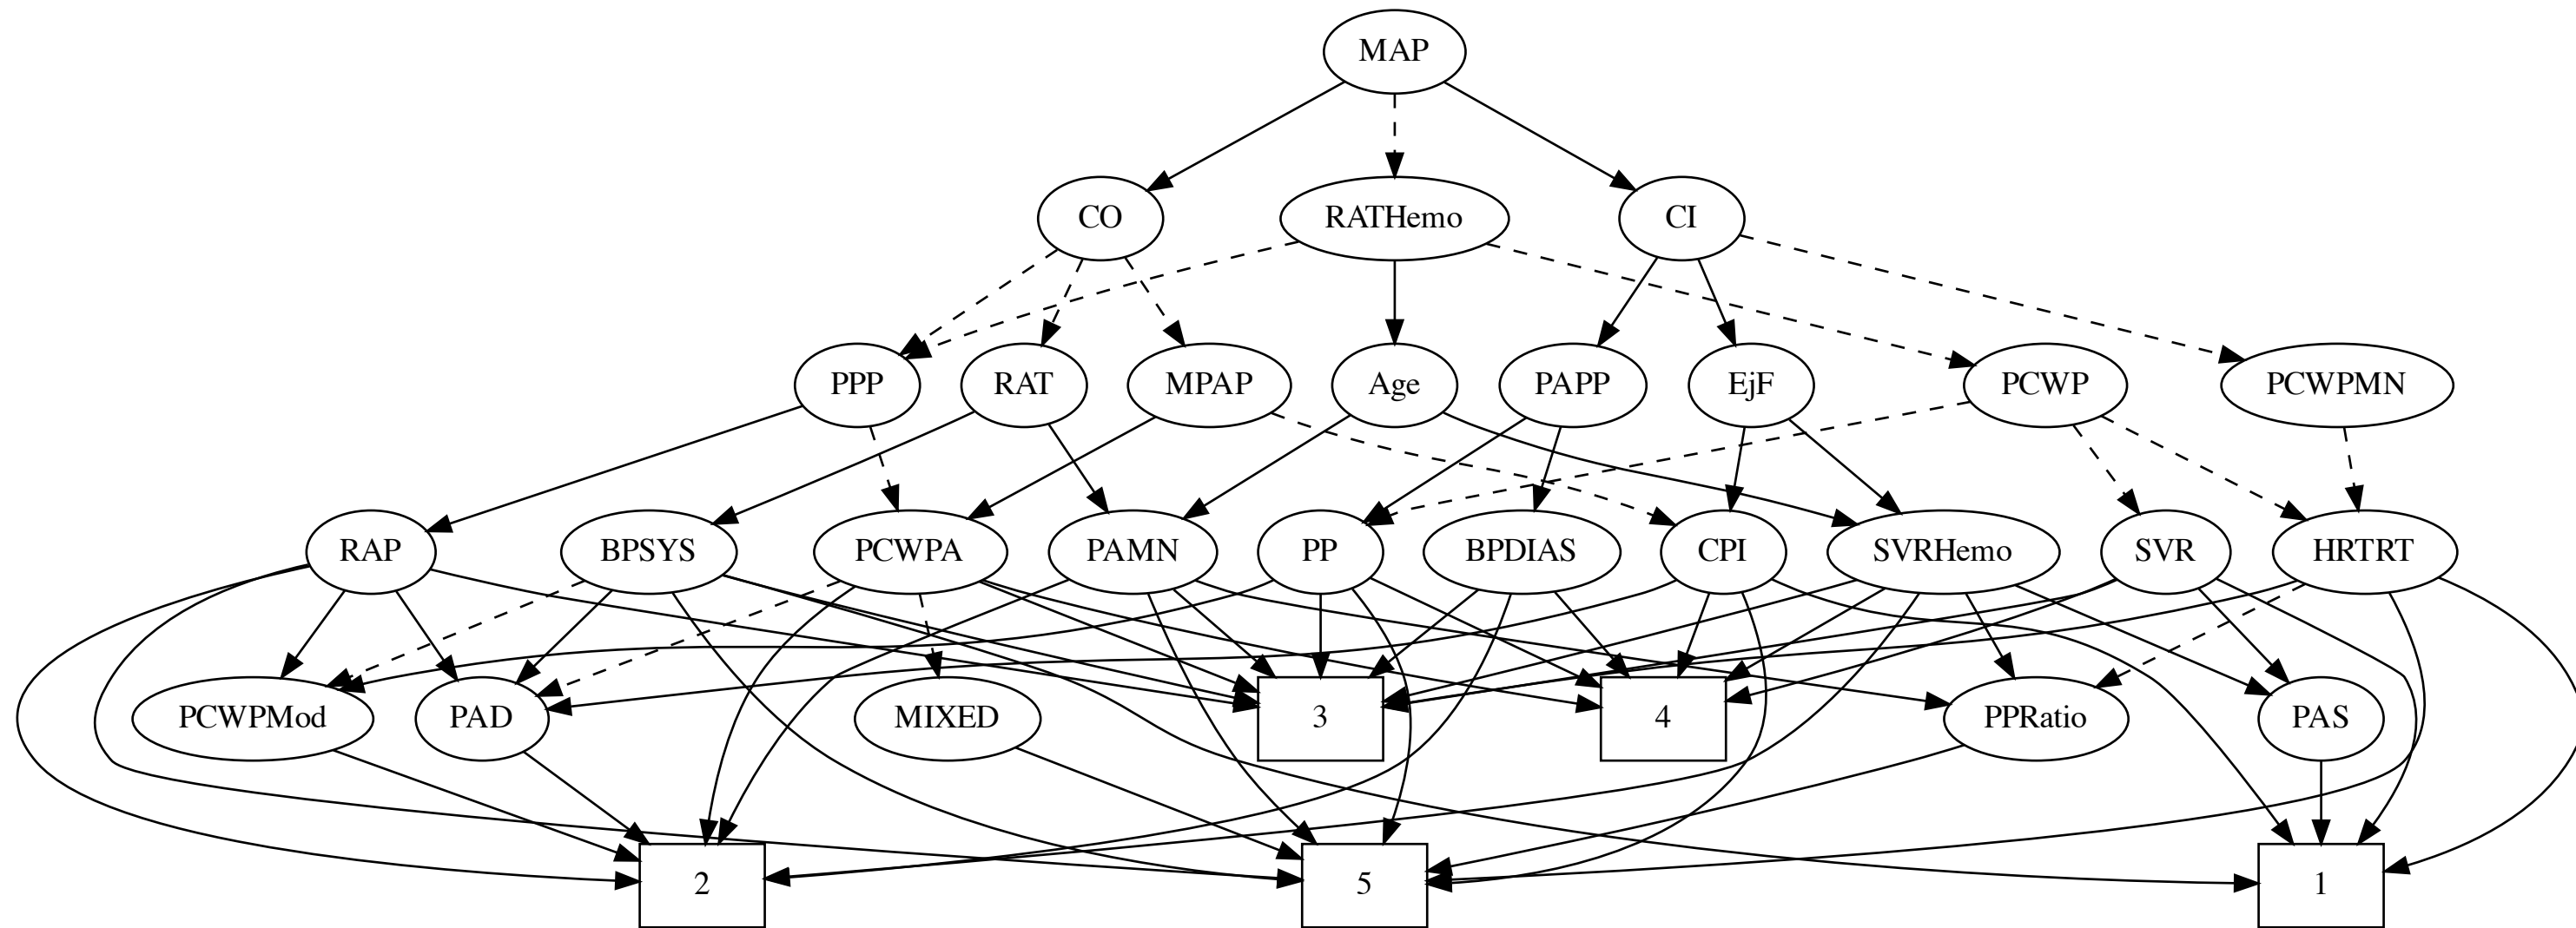 MAP
CO
RATHemo
CI
PPP
RAT
MPAP
Age
PAPP
EjF
PCWP
PCWPMN
RAP
BPSYS
PCWPA
PAMN
PP
BPDIAS
CPI
SVRHemo
SVR
HRTRT
PCWPMod
PAD
MIXED
3
4
PPRatio
PAS
2
5
1